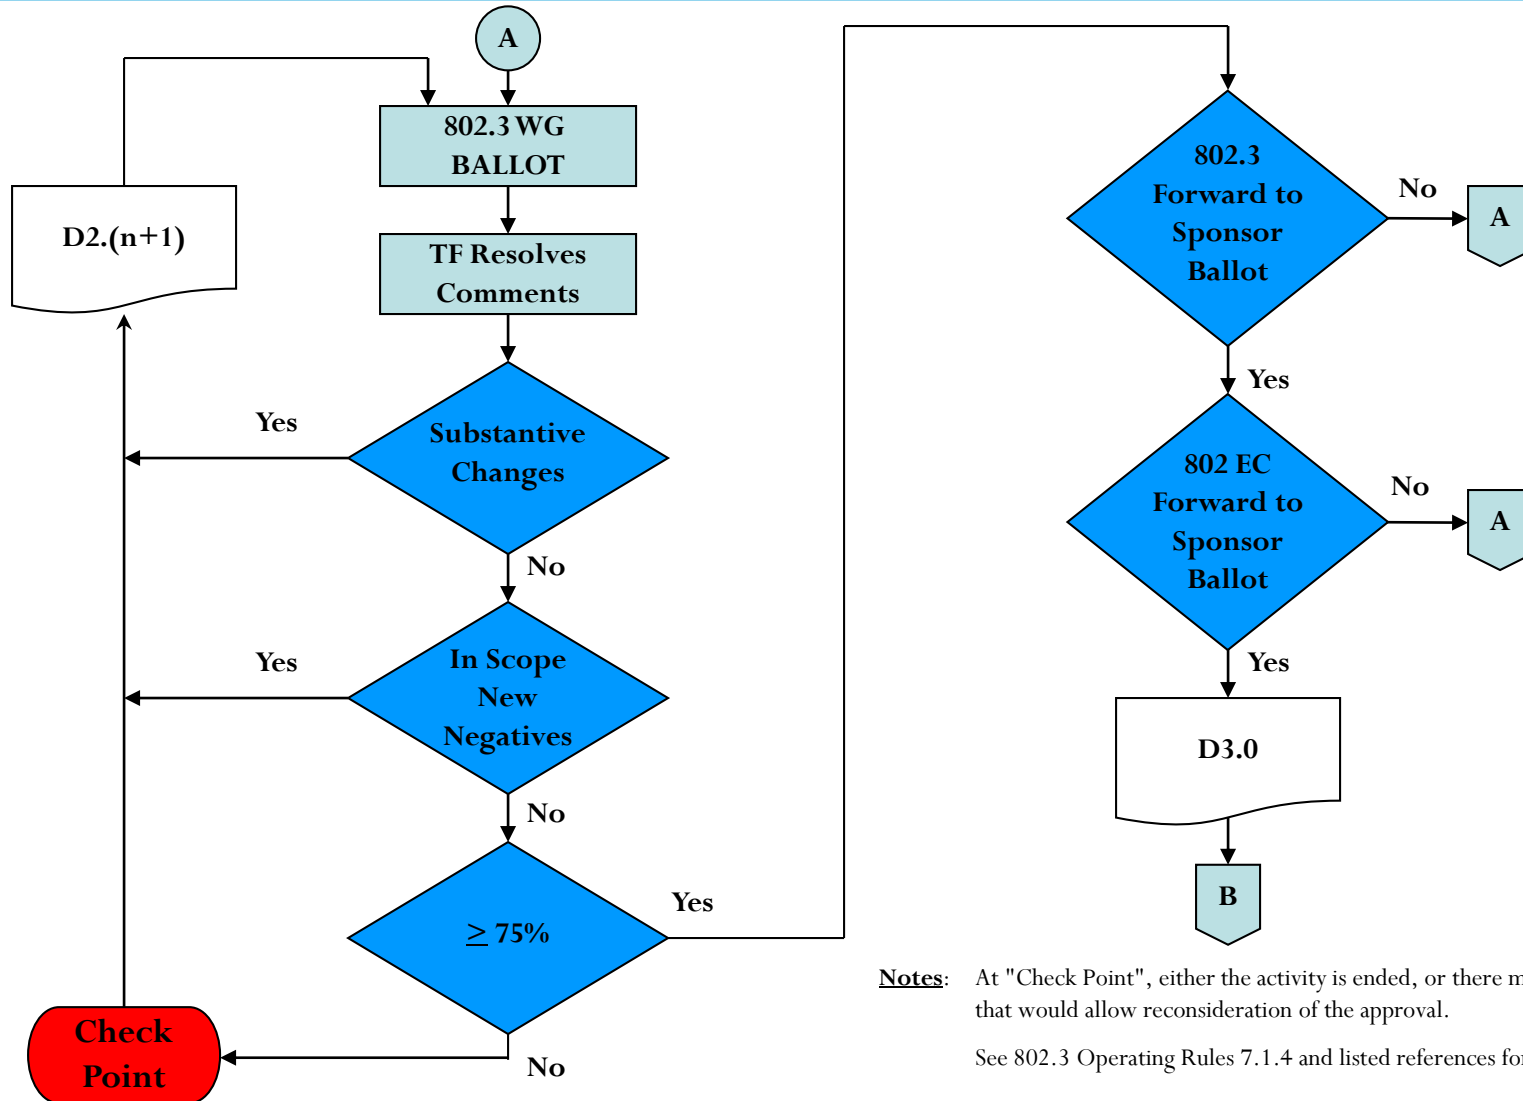 A
802.3 WG
BALLOT
D2.(n+1)
TF Resolves
Comments
Yes
Substantive
Changes
No
Yes
In Scope
New
Negatives
No
≥ 75%
Yes
No
Check
Point
802.3
Forward to
Sponsor
Ballot
No
A
Yes
802 EC
Forward to
Sponsor
Ballot
No
A
Yes
D3.0
B
Notes: At "Check Point", either the activity is ended, or there
that would allow reconsideration of the approval.
See 802.3 Operating Rules 7.1.4 and listed references